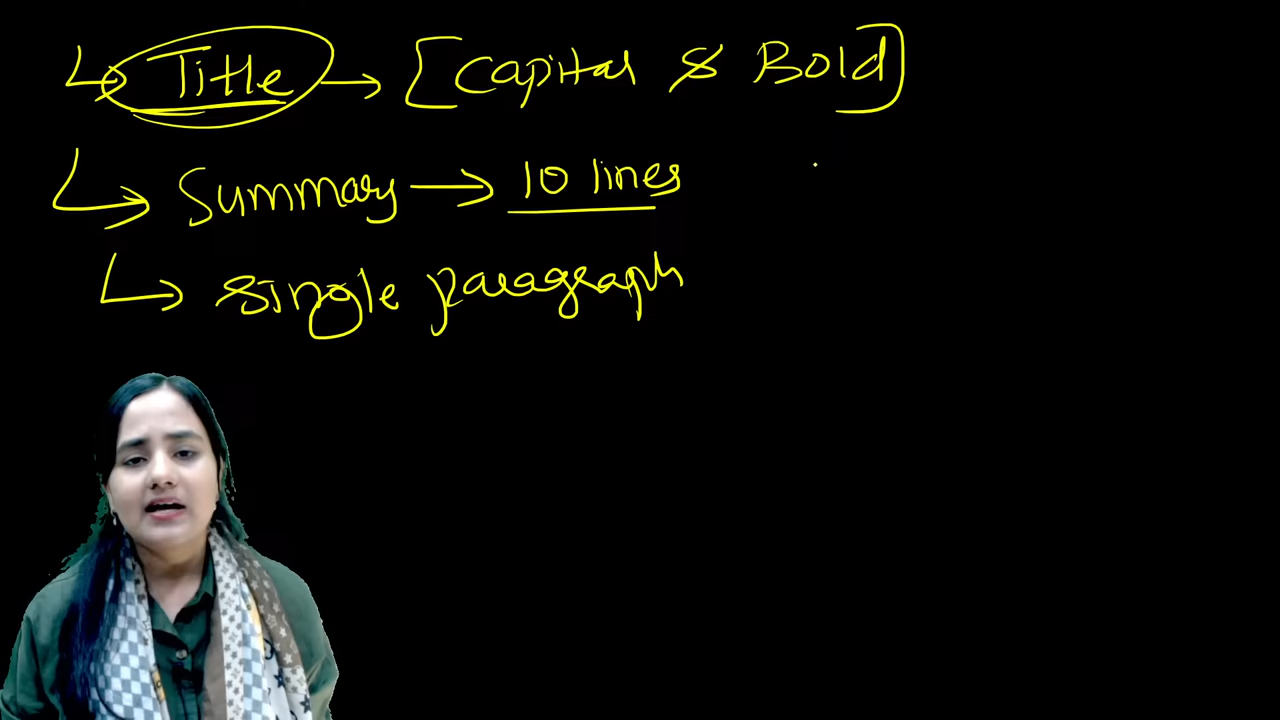 ↳ Title → [Capital & Bold]
↳ Summary → 10 lines
↳ single paragraph